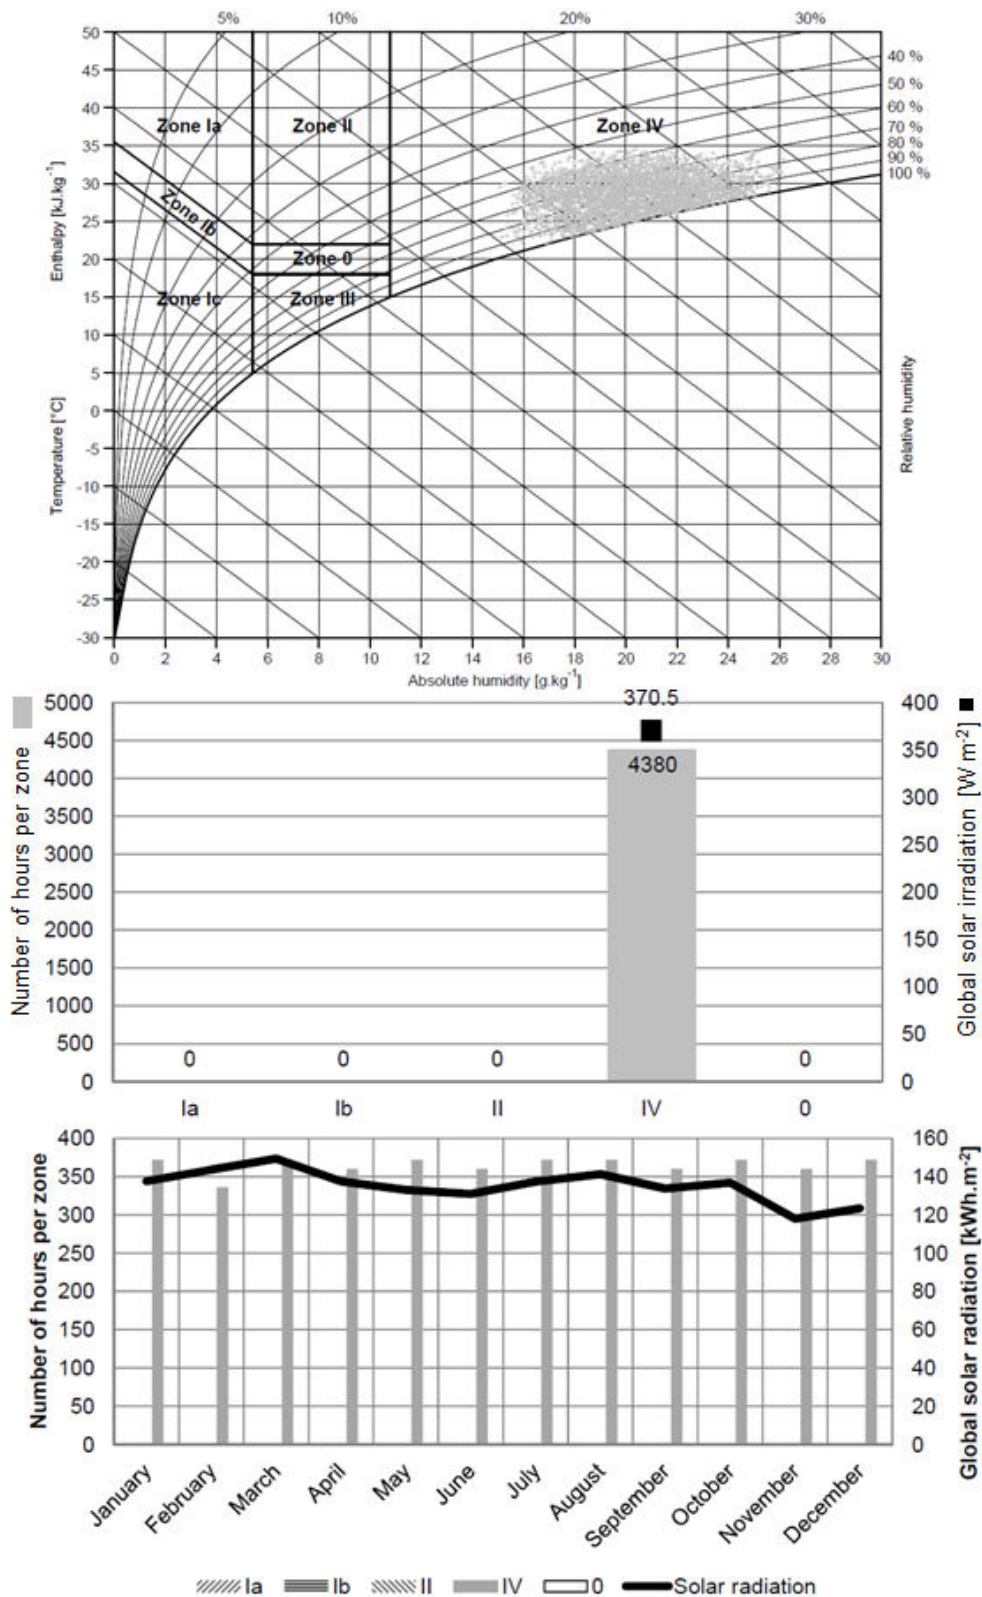 5%
10%
20%
30%
50
45
40
35
30
25
20
15
10
5
0
-5
-10
-15
-20
-25
-30
Enthalpy [kJ.kg-1]
Temperature [°C]
Zone Ia
Zone II
Zone IV
Zone Ib
Zone 0
Zone Ic
Zone III
40 %
50 %
60 %
70 %
80 %
90 %
100 %
Relative humidity
0 2 4 6 8 10 12 14 16 18 20 22 24 26 28 30
Absolute humidity [g.kg-1]
Number of hours per zone
5000
4500
4000
3500
3000
2500
2000
1500
1000
500
0
370.5
4380
0
0
0
0
400
350
300
250
200
150
100
50
0
Global solar irradiation [W m-2]
Ia Ib II IV 0
Number of hours per zone
400
350
300
250
200
150
100
50
0
160
140
120
100
80
60
40
20
0
Global solar radiation [kWh.m-2]
January
February
March
April
May
June
July
August
September
October
November
December
Ia Ib II IV 0 Solar radiation